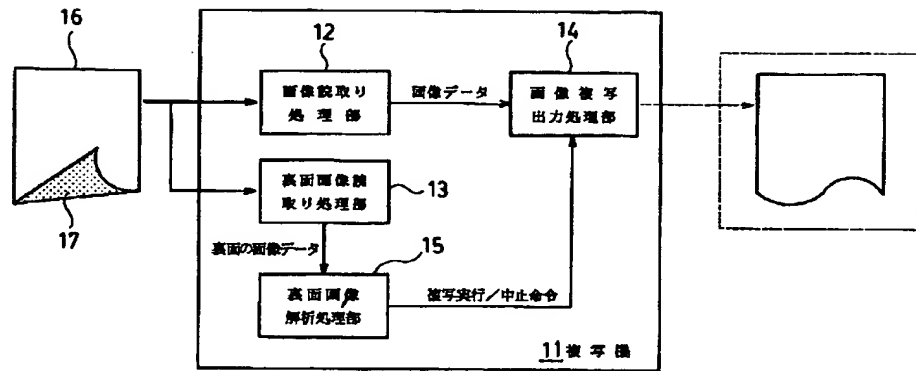 16
12
14
画像読取り
処理部
画像データ
画像複写
出力処理部
裏面画像読
取り処理部
13
17
裏面の画像データ
15
裏面画像
解析処理部
複写実行/中止命令
11 複写機